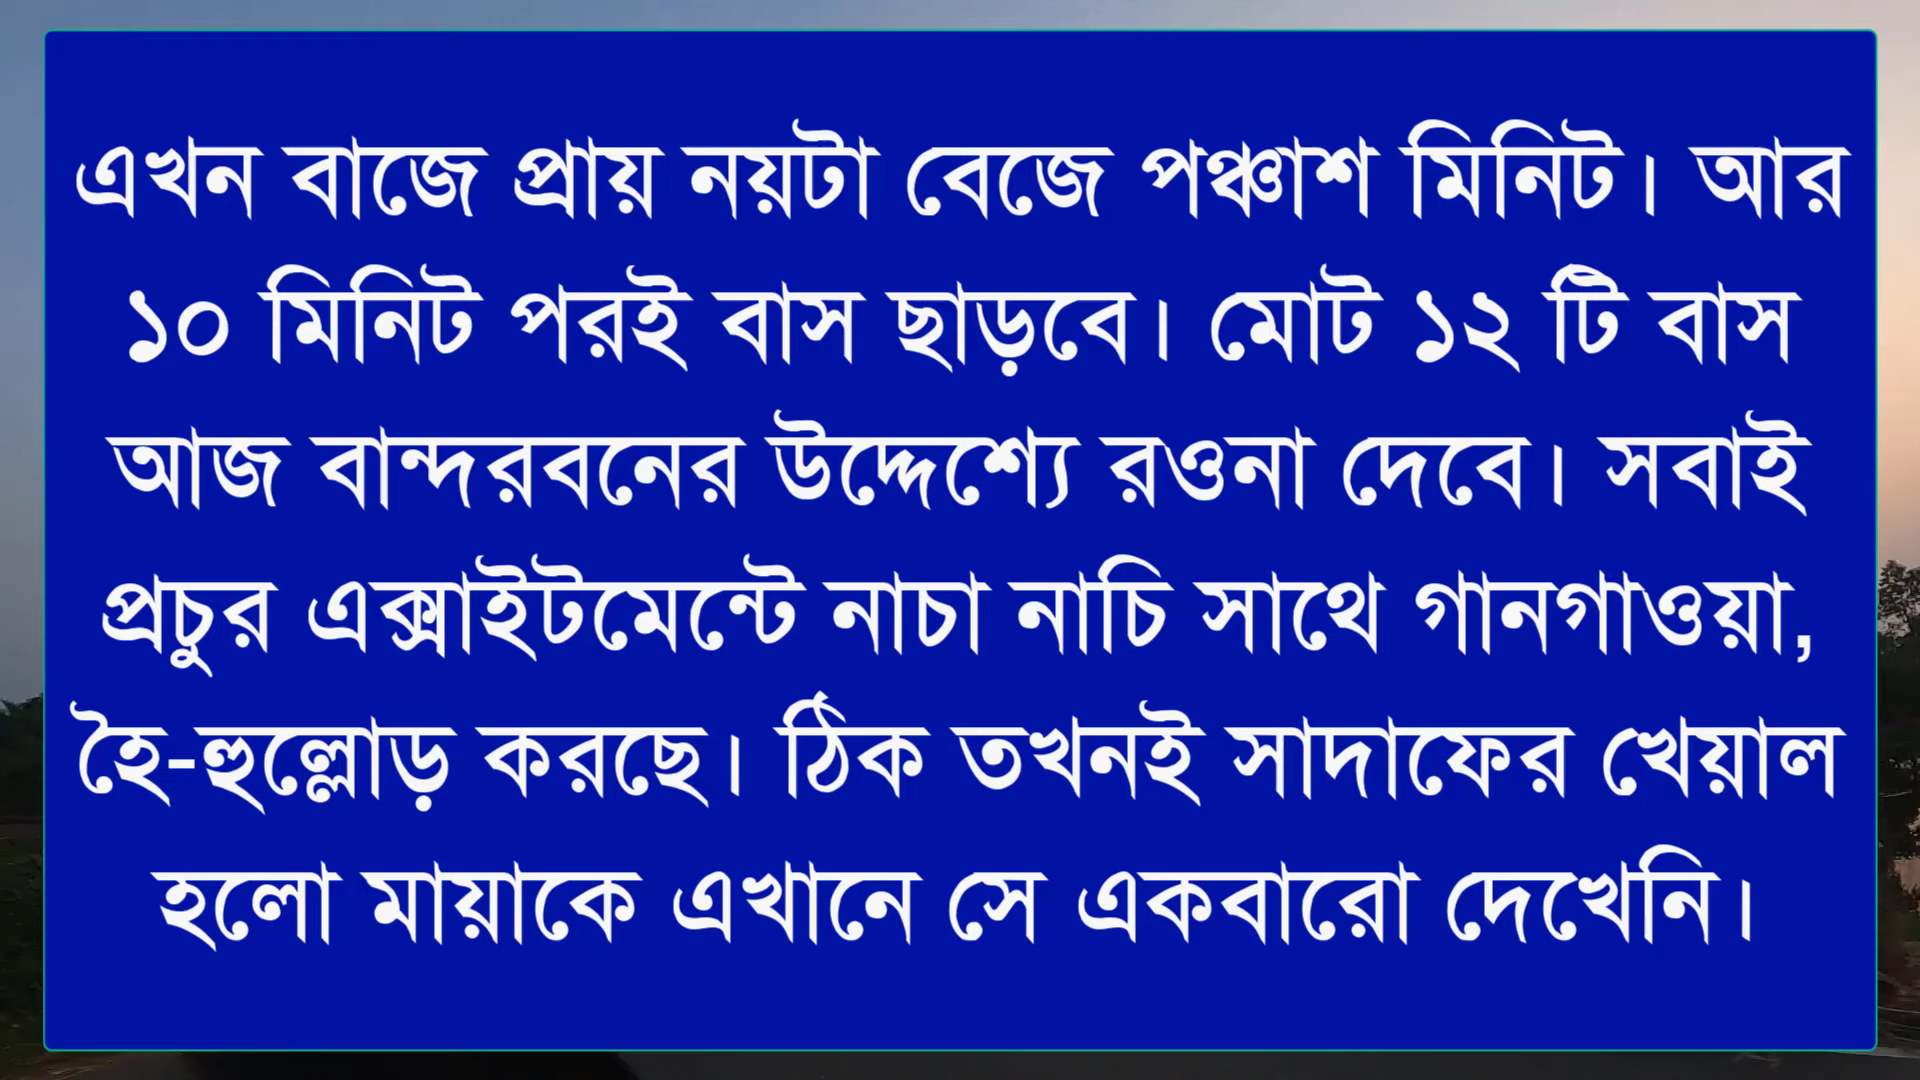 এখন বাজে প্রায় নয়টা বেজে পঞ্চাশ মিনিট। আর
১০ মিনিট পরই বাস ছাড়বে। মোট ১২ টি বাস
আজ বান্দরবনের উদ্দেশ্যে রওনা দেবে। সবাই
প্রচুর এক্সাইটমেন্টে নাচা নাচি সাথে গানগাওয়া,
হৈ-হুল্লোড় করছে। ঠিক তখনই সাদাফের খেয়াল
হলো মায়াকে এখানে সে একবারো দেখেনি।